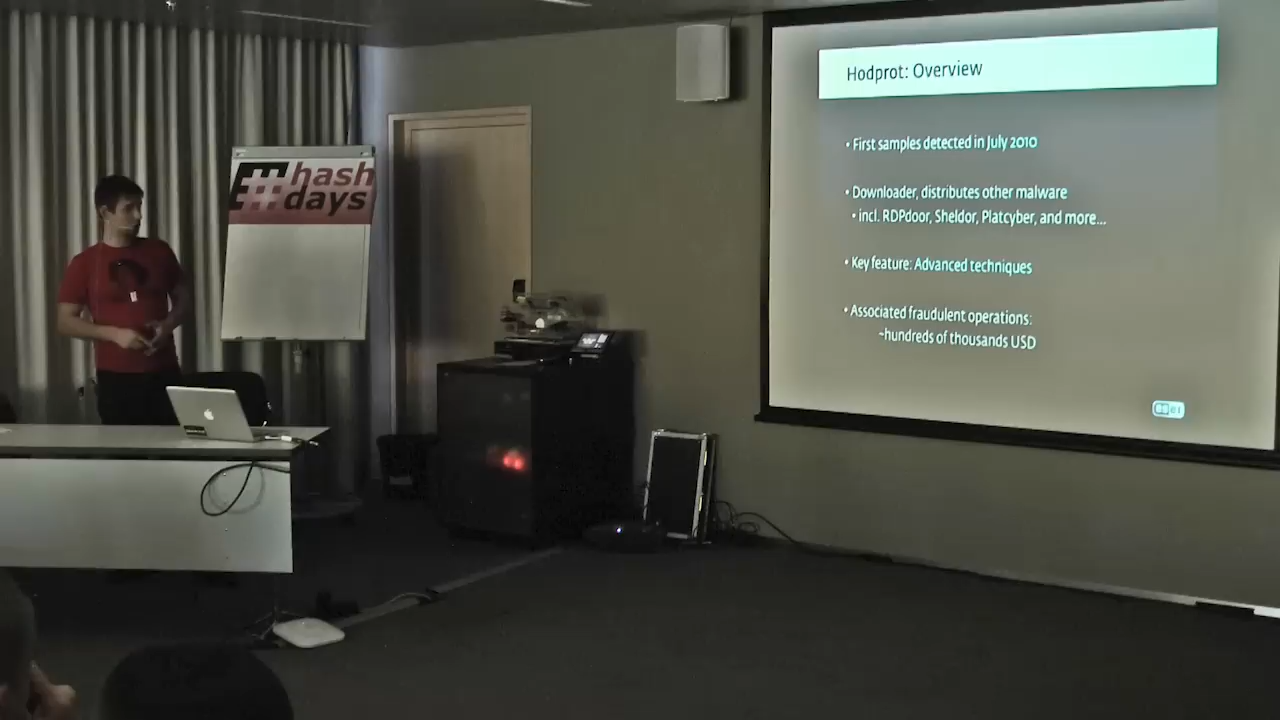 hash
days
Hodprot: Overview
• First samples detected in July 2010
• Downloader, distributes other malware
• incl. RDPdoor, Sheldor, Platcyber, and more...
• Key feature: Advanced techniques
• Associated fraudulent operations:
~hundreds of thousands USD